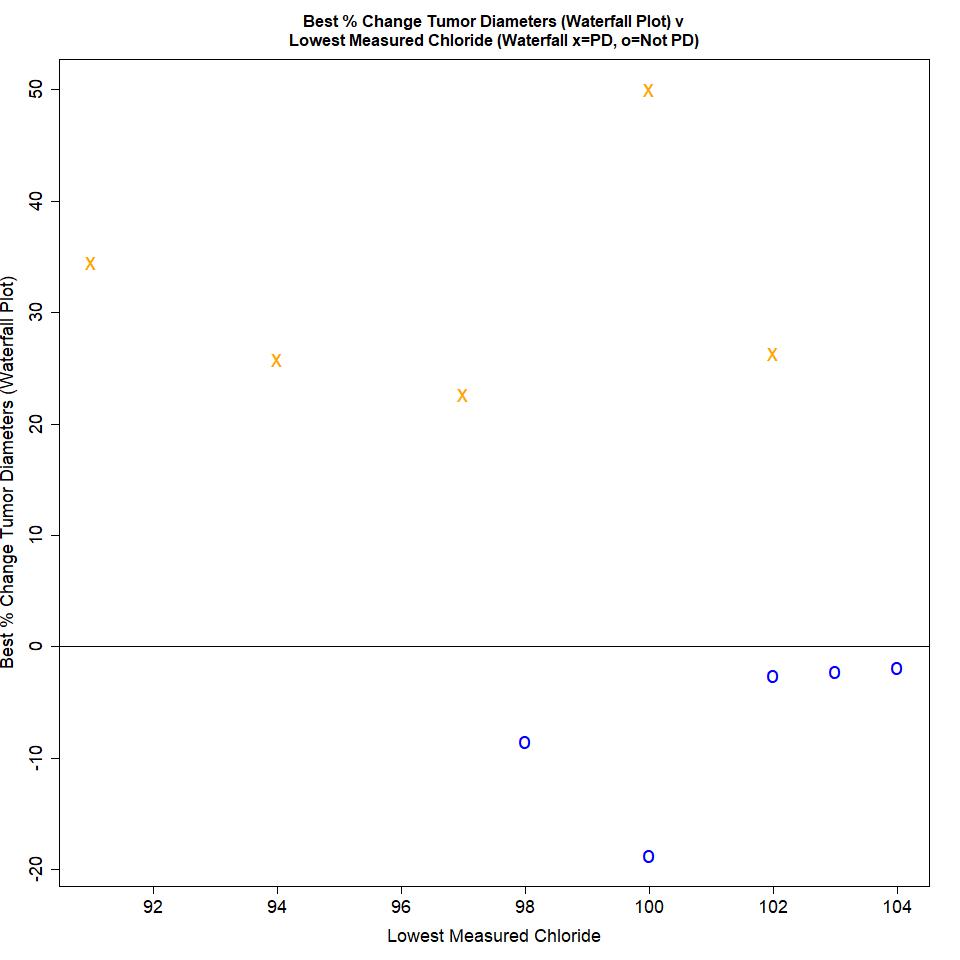 Best % Change Tumor Diameters (Waterfall Plot) v
Lowest Measured Chloride (Waterfall x=PD, o=Not PD)
Best % Change Tumor Diameters (Waterfall Plot)
50
40
30
20
10
0
-10
-20
X
X
X
X
X
O
O
O
O
O
92 94 96 98 100 102 104
Lowest Measured Chloride